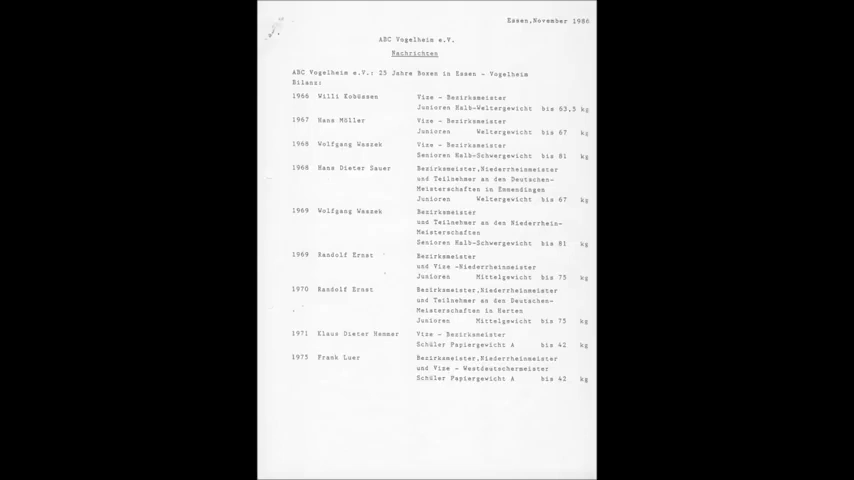 Essen,November 1986
ABC Vogelheim e.V.
Nachrichten
ABC Vogelheim e.V.: 25 Jahre Boxen in Essen - Vogelheim
Bilanz:
1966 Willi Kobüssen Vize - Bezirksmeister
Junioren Halb-Weltergewicht bis 63,5 kg
1967 Hans Möller Vize - Bezirksmeister
Junioren Weltergewicht bis 67 kg
1968 Wolfgang Waszek Vize - Bezirksmeister
Senioren Halb-Schwergewicht bis 81 kg
1968 Hans Dieter Sauer Bezirksmeister,Niederrheinmeister
und Teilnehmer an den Deutschen-
Meisterschaften in Emmendingen
Junioren Weltergewicht bis 67 kg
1969 Wolfgang Waszek Bezirksmeister
und Teilnehmer an den Niederrhein-
Meisterschaften
Senioren Halb-Schwergewicht bis 81 kg
1969 Randolf Ernst Bezirksmeister
und Vize -Niederrheinmeister
Junioren Mittelgewicht bis 75 kg
1970 Randolf Ernst Bezirksmeister,Niederrheinmeister
und Teilnehmer an den Deutschen-
Meisterschaften in Herten
Junioren Mittelgewicht bis 75 kg
1971 Klaus Dieter Hemmer Vize - Bezirksmeister
Schüler Papiergewicht A bis 42 kg
1975 Frank Luer Bezirksmeister,Niederrheinmeister
und Vize - Westdeutschermeister
Schüler Papiergewicht A bis 42 kg